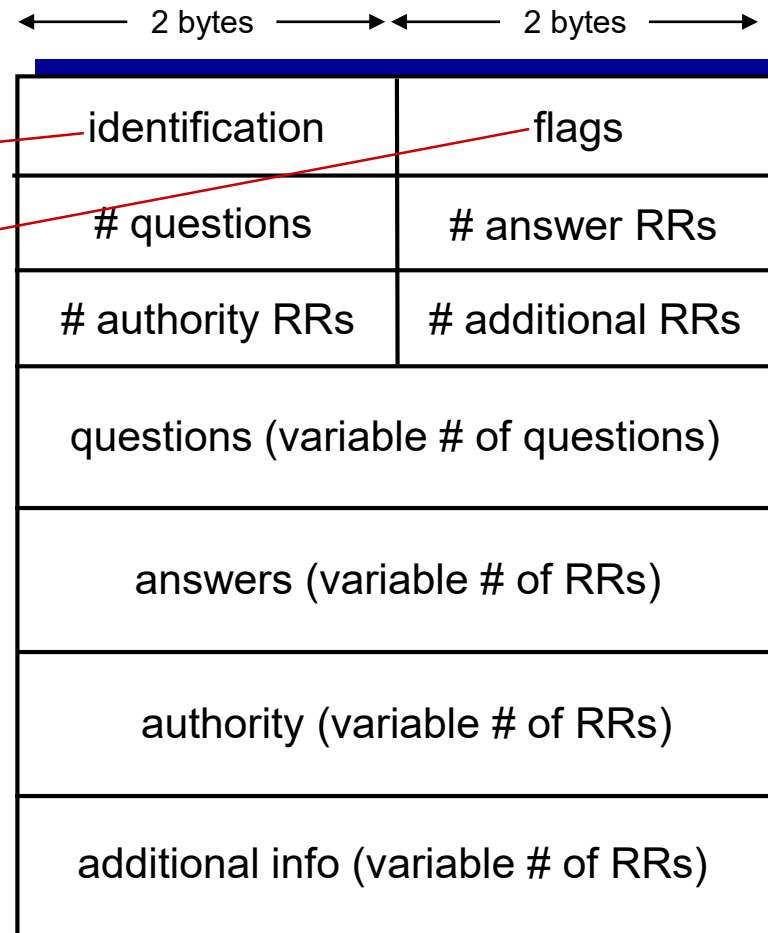 2 bytes 2 bytes
identification flags
# questions # answer RRs
# authority RRs # additional RRs
questions (variable # of questions)
answers (variable # of RRs)
authority (variable # of RRs)
additional info (variable # of RRs)